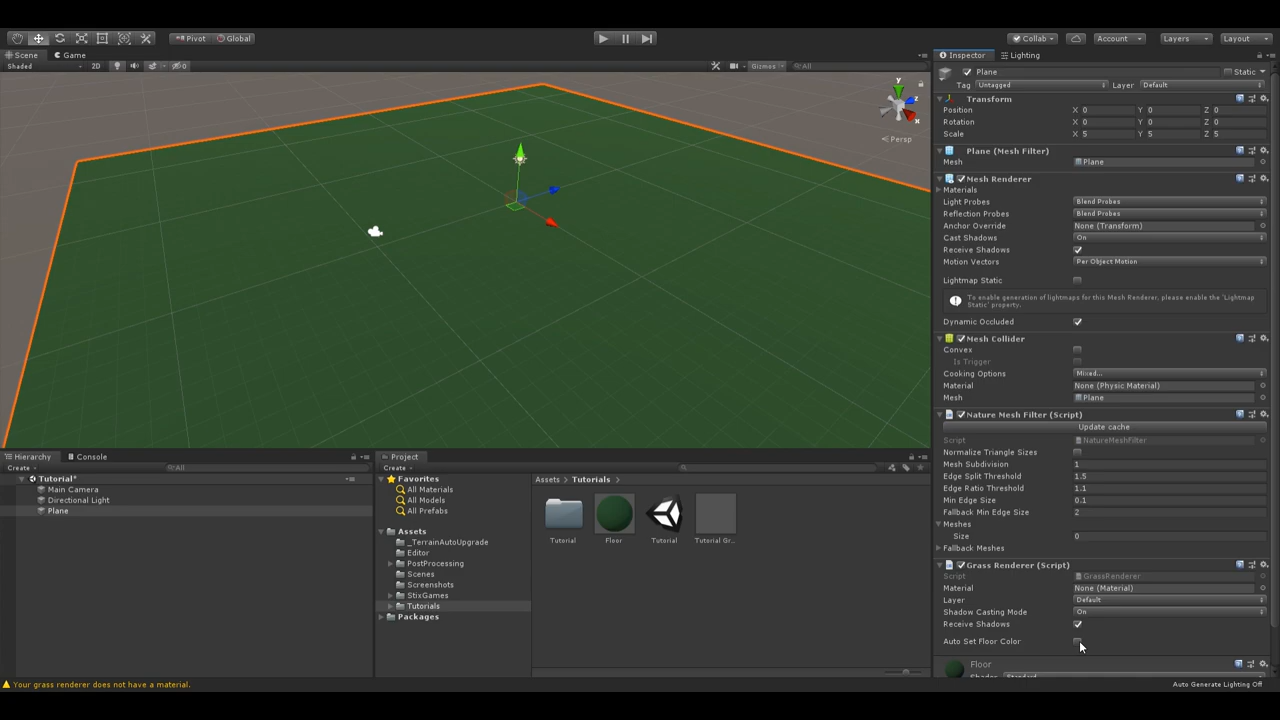 Pivot Global Collab Account Layers Layout
Scene Game Inspector Lighting
Shaded 2D 0 Gizmos All
Plane Static
Tag Untagged Layer Default
Transform
Position X 0 Y 0 Z 0
Rotation X 0 Y 0 Z 0
Scale X 5 Y 5 Z 5
y
z
x
Persp
Plane (Mesh Filter)
Mesh Plane
Mesh Renderer
Materials
Light Probes Blend Probes
Reflection Probes Blend Probes
Anchor Override None (Transform)
Cast Shadows On
Receive Shadows
Motion Vectors Per Object Motion
Lightmap Static
To enable generation of lightmaps for this Mesh Renderer, please enable the 'Lightmap
Static' property.
Dynamic Occluded
Mesh Collider
Convex
Is Trigger
Cooking Options Mixed...
Material None (Physic Material)
Mesh Plane
Nature Mesh Filter (Script)
Update cache
Script NatureMeshFilter
Normalize Triangle Sizes
Mesh Subdivision 1
Edge Split Threshold 1.5
Edge Ratio Threshold 1.1
Min Edge Size 0.1
Fallback Min Edge Size 2
Meshes
Size 0
Fallback Meshes
Grass Renderer (Script)
Script GrassRenderer
Material None (Material)
Layer Default
Shadow Casting Mode On
Receive Shadows
Auto Set Floor Color
Floor
Shader Standard
Hierarchy Console
Create All
Tutorial*
Main Camera
Directional Light
Plane
Project
Create
Favorites
All Materials
All Models
All Prefabs
Assets
_TerrainAutoUpgrade
Editor
PostProcessing
Scenes
Screenshots
StixGames
Tutorials
Packages
Assets Tutorials
Tutorial Floor Tutorial Tutorial Gr...
Your grass renderer does not have a material. Auto Generate Lighting Off